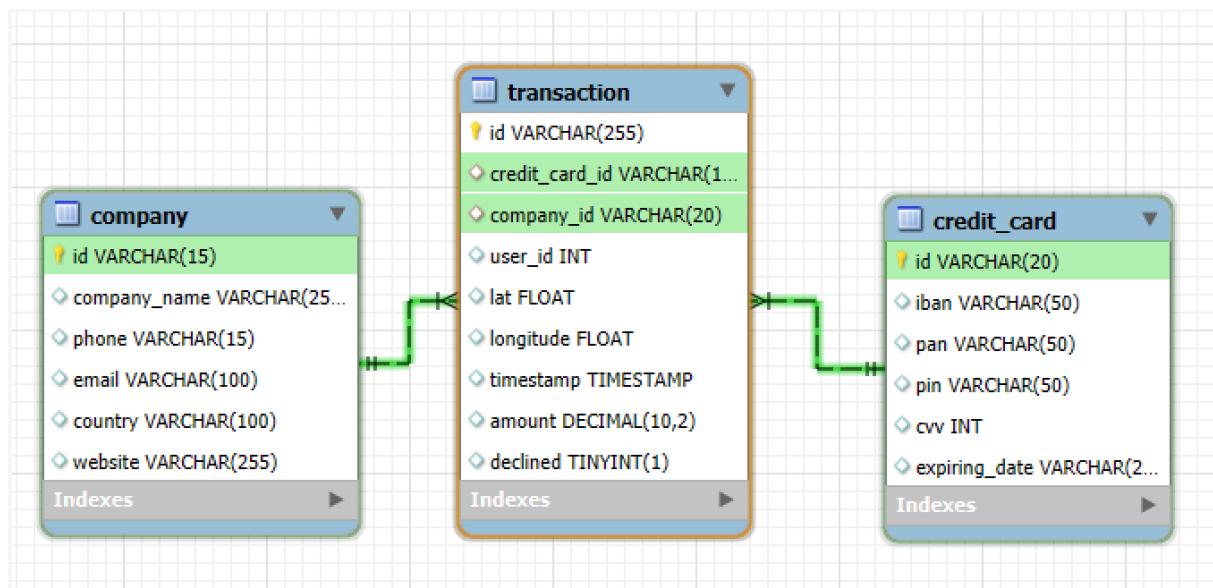 company
id VARCHAR(15)
company_name VARCHAR(25...
phone VARCHAR(15)
email VARCHAR(100)
country VARCHAR(100)
website VARCHAR(255)
Indexes
transaction
id VARCHAR(255)
credit_card_id VARCHAR(1...
company_id VARCHAR(20)
user_id INT
lat FLOAT
longitude FLOAT
timestamp TIMESTAMP
amount DECIMAL(10,2)
declined TINYINT(1)
Indexes
credit_card
id VARCHAR(20)
iban VARCHAR(50)
pan VARCHAR(50)
pin VARCHAR(50)
cvv INT
expiring_date VARCHAR(2...
Indexes